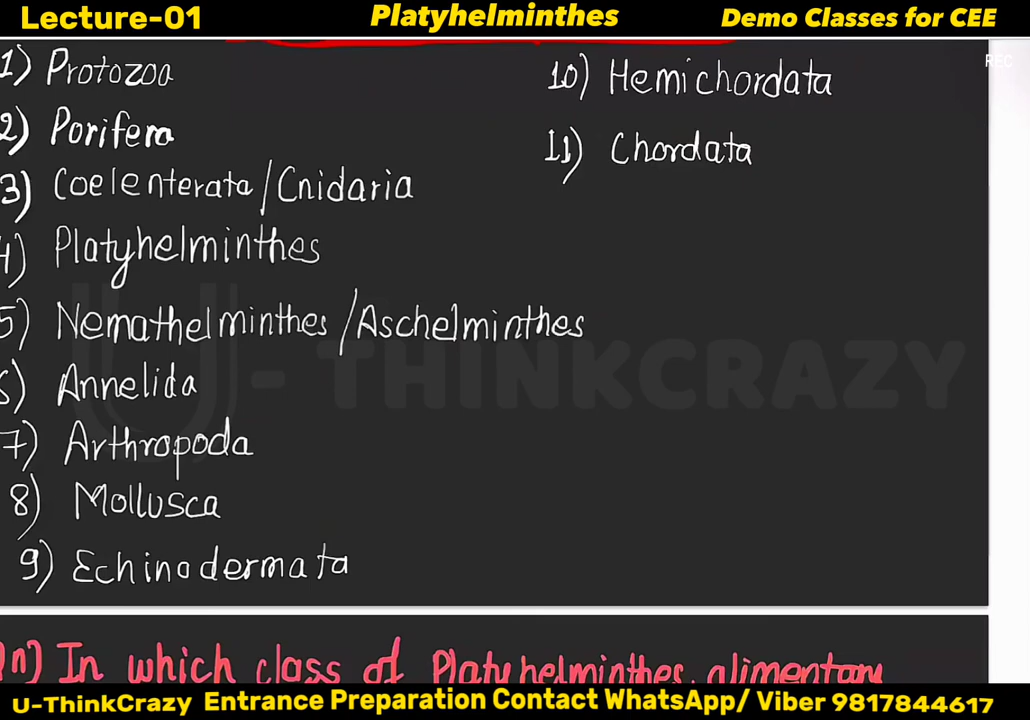 Lecture-01
Platyhelminthes
Demo Classes for CEE
REC
1) Protozoa
2) Porifera
3) Coelenterata/Cnidaria
4) Platyhelminthes
5) Nemathelminthes/Aschelminthes
6) Annelida
7) Arthropoda
8) Mollusca
9) Echinodermata
10) Hemichordata
11) Chordata
U-THINKCRAZY
In which class of Platyhelminthes, alimentary
U-ThinkCrazy Entrance Preparation Contact WhatsApp/ Viber 9817844617